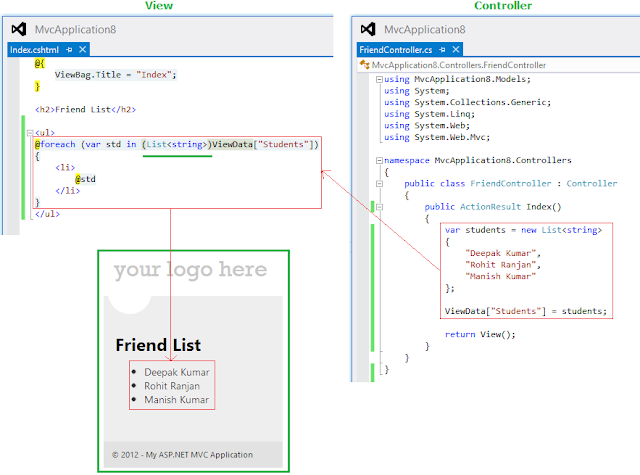 View
MvcApplication8
Index.cshtml
@{
ViewBag.Title = "Index";
}
<h2>Friend List</h2>
<ul>
@foreach (var std in (List<string>)ViewData["Students"])
{
<li>
@std
</li>
}
</ul>
your logo here
Friend List
Deepak Kumar
Rohit Ranjan
Manish Kumar
© 2012 - My ASP.NET MVC Application
Controller
MvcApplication8
FriendController.cs
MvcApplication8.Controllers.FriendController
using MvcApplication8.Models;
using System;
using System.Collections.Generic;
using System.Linq;
using System.Web;
using System.Web.Mvc;
namespace MvcApplication8.Controllers
{
public class FriendController : Controller
{
public ActionResult Index()
{
var students = new List<string>
{
"Deepak Kumar",
"Rohit Ranjan",
"Manish Kumar"
};
ViewData["Students"] = students;
return View();
}
}
}